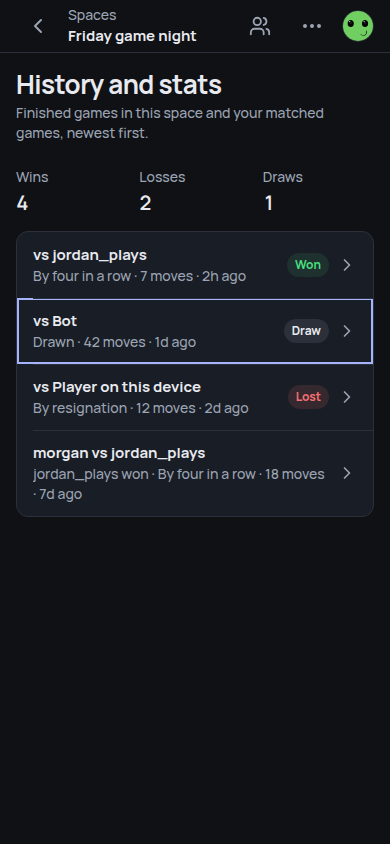 Spaces
Friday game night
History and stats
Finished games in this space and your matched
games, newest first.
Wins
Losses
Draws
4
2
1
vs jordan_plays
By four in a row · 7 moves · 2h ago
Won
vs Bot
Drawn · 42 moves · 1d ago
Draw
vs Player on this device
By resignation · 12 moves · 2d ago
Lost
morgan vs jordan_plays
jordan_plays won · By four in a row · 18 moves
· 7d ago